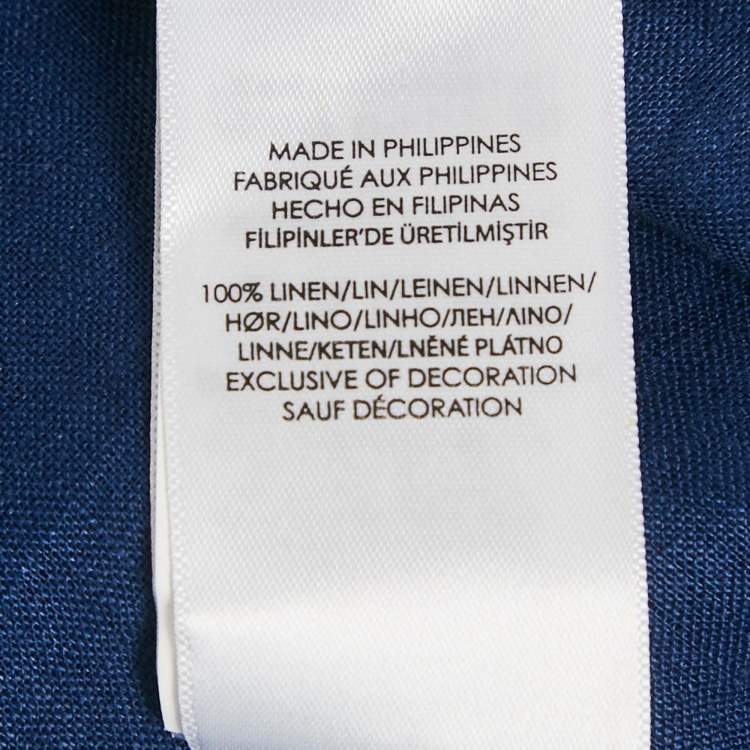 MADE IN PHILIPPINES
FABRIQUÉ AUX PHILIPPINES
HECHO EN FILIPINAS
FİLİPİNLER'DE ÜRETİLMİŞTİR
100% LINEN/LIN/LEINEN/LINNEN/
HØR/LINO/LINHO/ЛЕН/ΛΙΝΟ/
LINNE/KETEN/LNĚNÉ PLÁTNO
EXCLUSIVE OF DECORATION
SAUF DÉCORATION